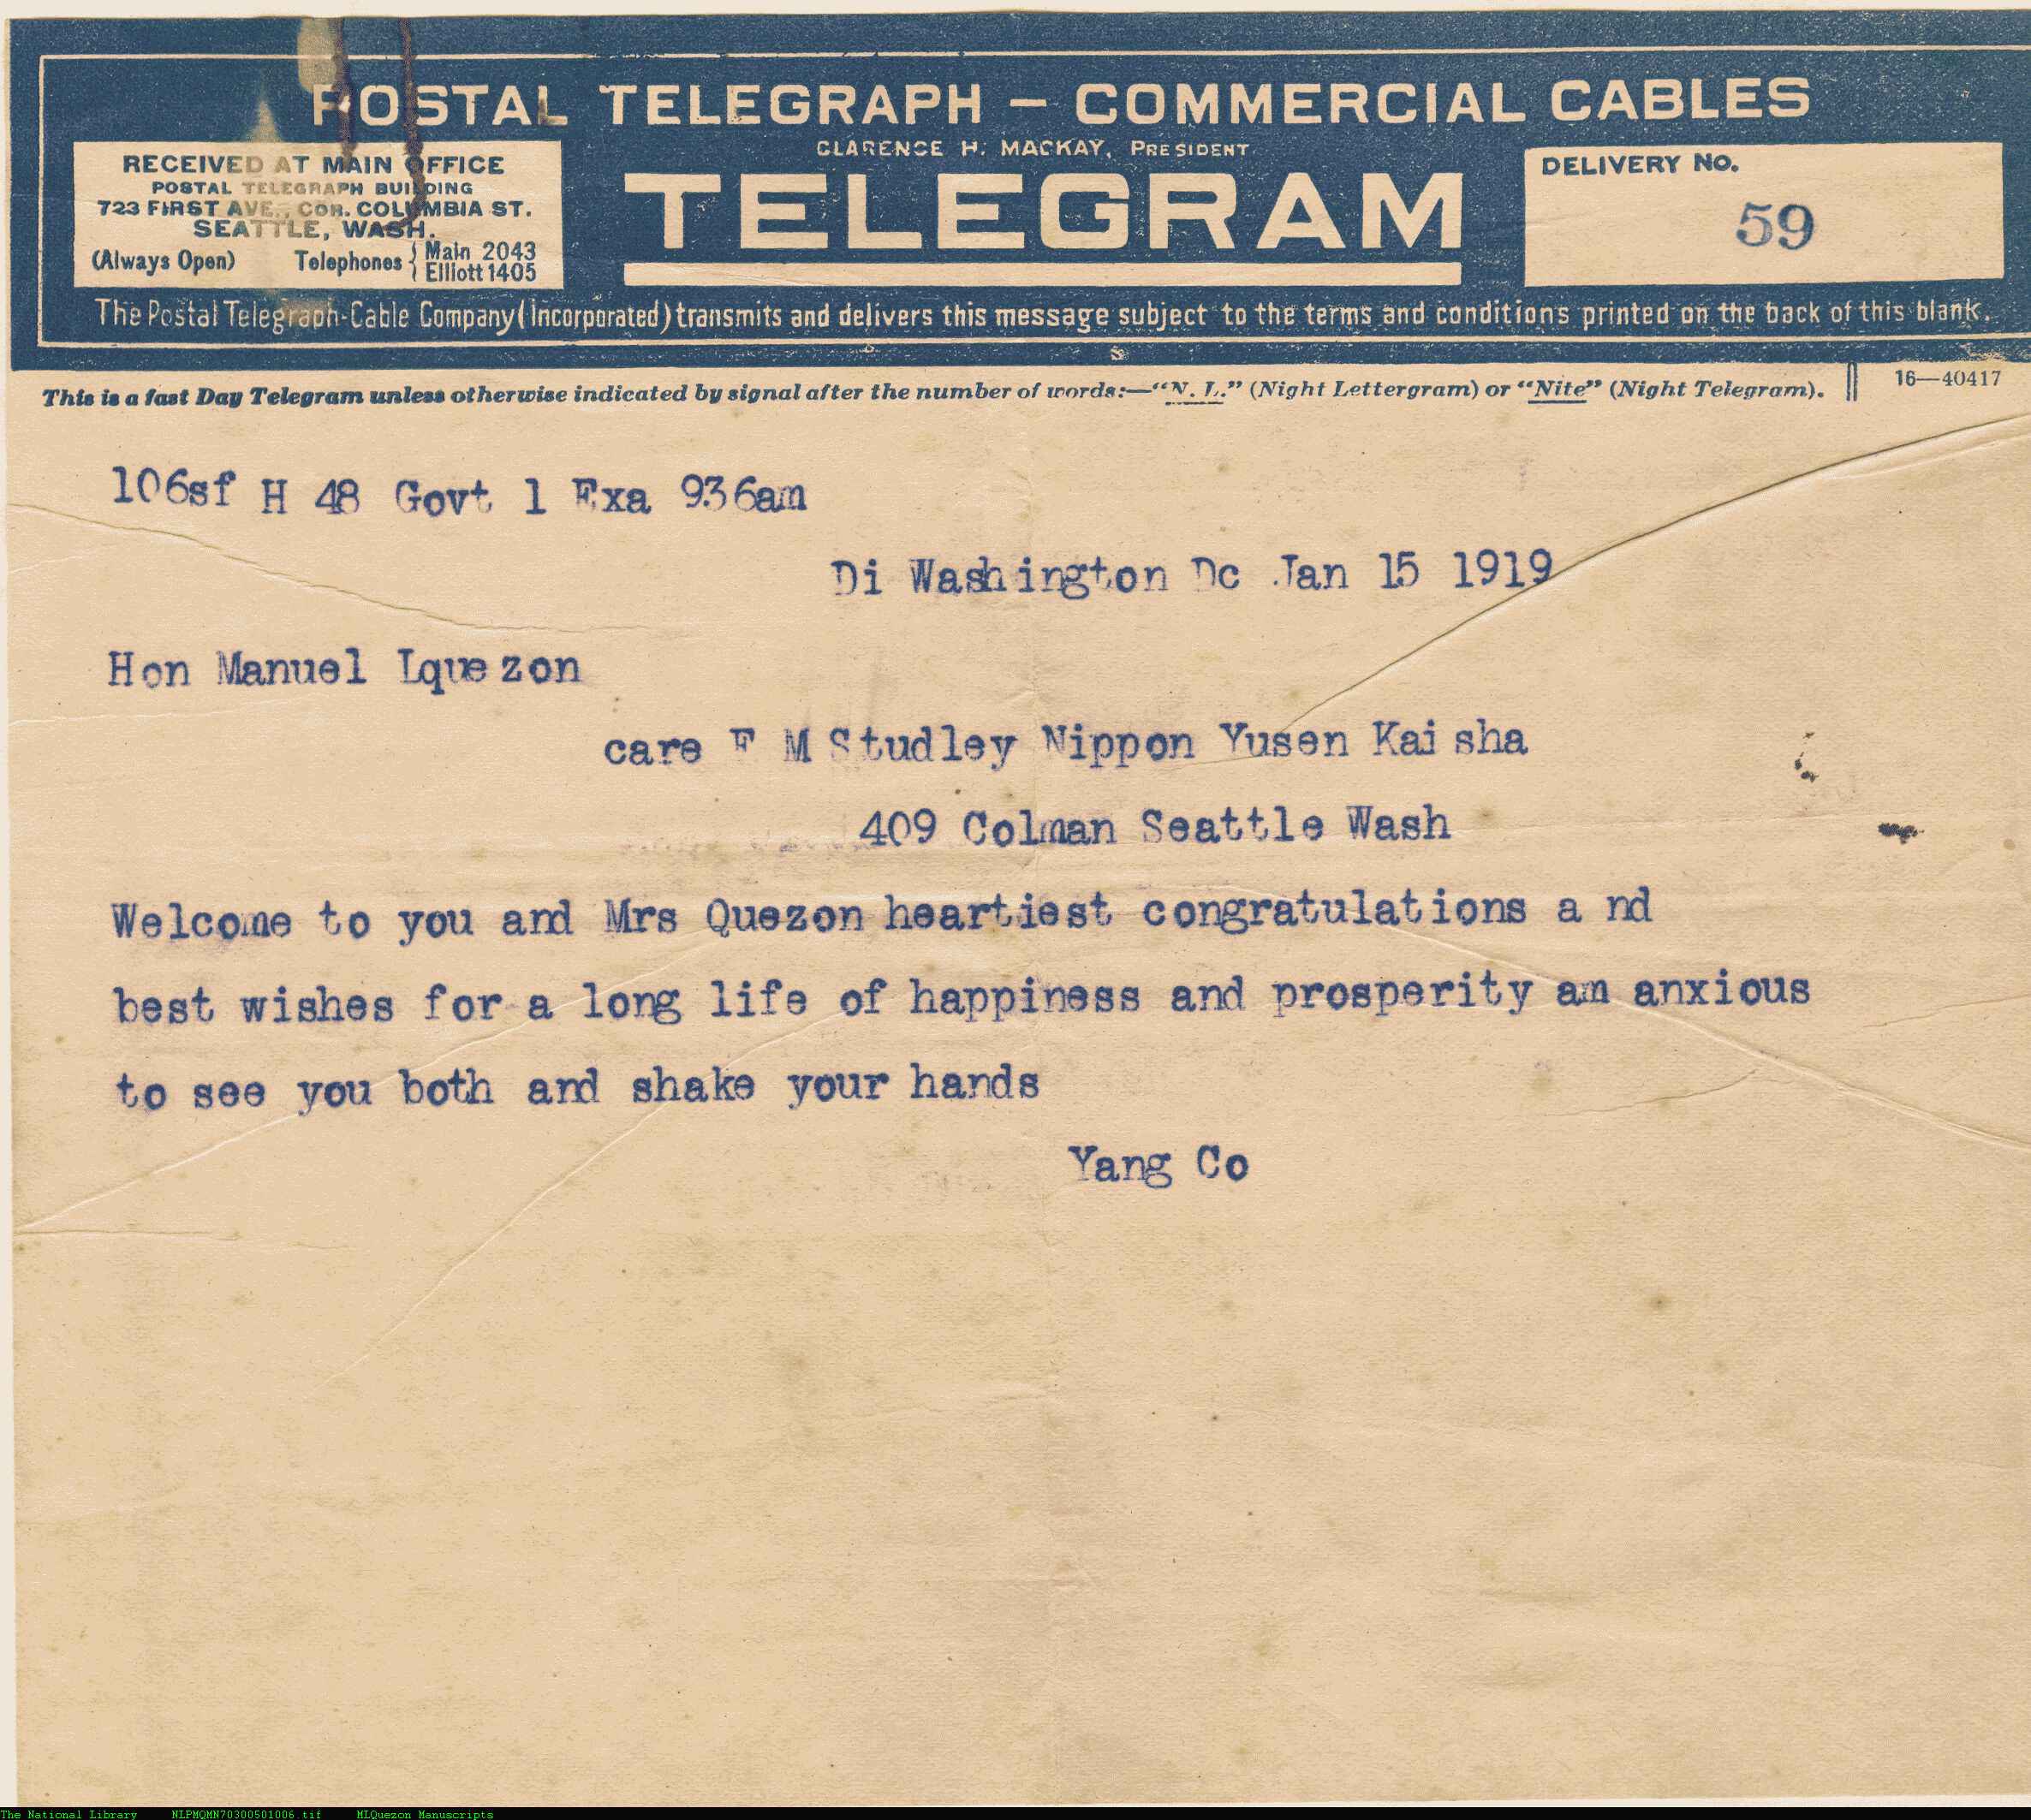 POSTAL TELEGRAPH — COMMERCIAL CABLES
CLARENCE H. MACKAY, PRESIDENT
RECEIVED AT MAIN OFFICE
POSTAL TELEGRAPH BUILDING
723 FIRST AVE., COR. COLUMBIA ST.
SEATTLE, WASH.
(Always Open) Telephones { Main 2043
Elliott 1405
TELEGRAM
DELIVERY NO.
59
The Postal Telegraph-Cable Company (Incorporated) transmits and delivers this message subject to the terms and conditions printed on the back of this blank.
This is a fast Day Telegram unless otherwise indicated by signal after the number of words:—"N. L." (Night Lettergram) or "Nite" (Night Telegram). || 16—40417
106sf H 48 Govt 1 Exa 936am
Di Washington Dc Jan 15 1919
Hon Manuel Lquezon
care F M Studley Nippon Yusen Kaisha
409 Colman Seattle Wash
Welcome to you and Mrs Quezon heartiest congratulations a nd
best wishes for a long life of happiness and prosperity am anxious
to see you both and shake your hands
Yang Co
The National Library NLPMQMN70300501006.tif MLQuezon Manuscripts